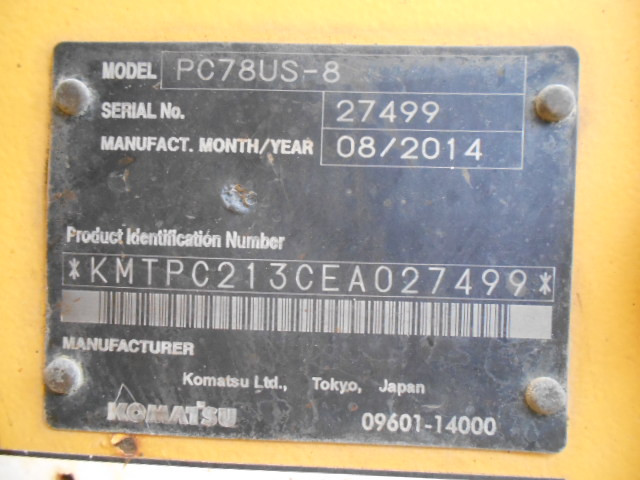 MODEL PC78US-8
SERIAL No. 27499
MANUFACT. MONTH/YEAR 08/2014
Product Identification Number
*KMTPC213CEA027499*
MANUFACTURER
Komatsu Ltd., Tokyo, Japan
KOMATSU 09601-14000